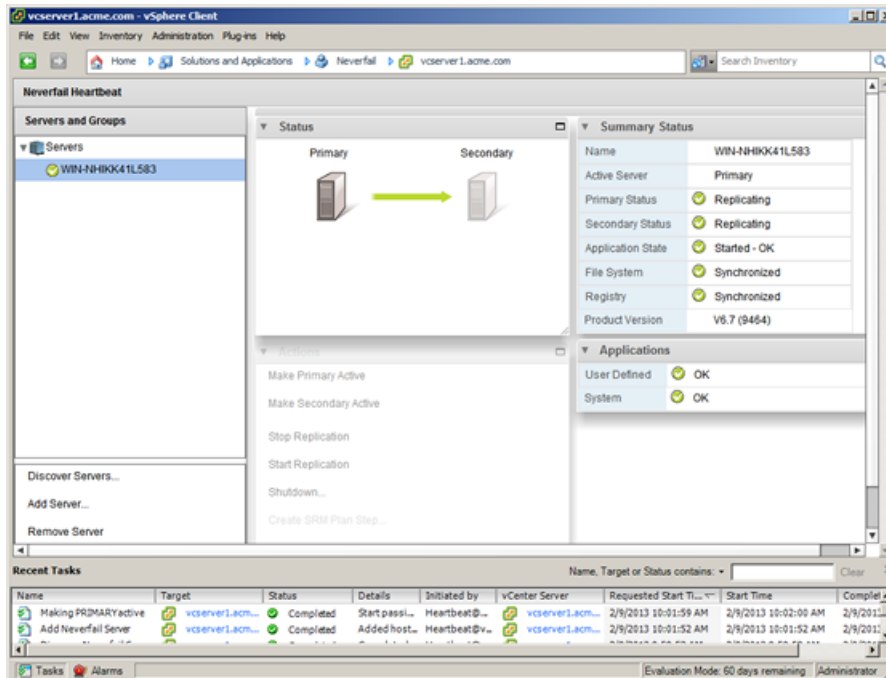 vcserver1.acme.com - vSphere Client
File Edit View Inventory Administration Plug-ins Help
Home Solutions and Applications Neverfail vcserver1.acme.com Search Inventory
Neverfail Heartbeat
Servers and Groups
Servers
WIN-NHIKK41L583
Discover Servers...
Add Server...
Remove Server
Status
Primary Secondary
Actions
Make Primary Active
Make Secondary Active
Stop Replication
Start Replication
Shutdown...
Create SRM Plan Step...
Summary Status
Name WIN-NHIKK41L583
Active Server Primary
Primary Status Replicating
Secondary Status Replicating
Application State Started - OK
File System Synchronized
Registry Synchronized
Product Version V6.7 (9464)
Applications
User Defined OK
System OK
Recent Tasks Name, Target or Status contains: Clear
Name Target Status Details Initiated by vCenter Server Requested Start Ti... Start Time Complet
Making PRIMARY active vcserver1.acm... Completed Start passi... Heartbeat@... vcserver1.acm... 2/9/2013 10:01:59 AM 2/9/2013 10:02:00 AM 2/9/201
Add Neverfail Server vcserver1.acm... Completed Added host... Heartbeat@v... vcserver1.acm... 2/9/2013 10:01:52 AM 2/9/2013 10:01:52 AM 2/9/201
Tasks Alarms Evaluation Mode: 60 days remaining Administrator